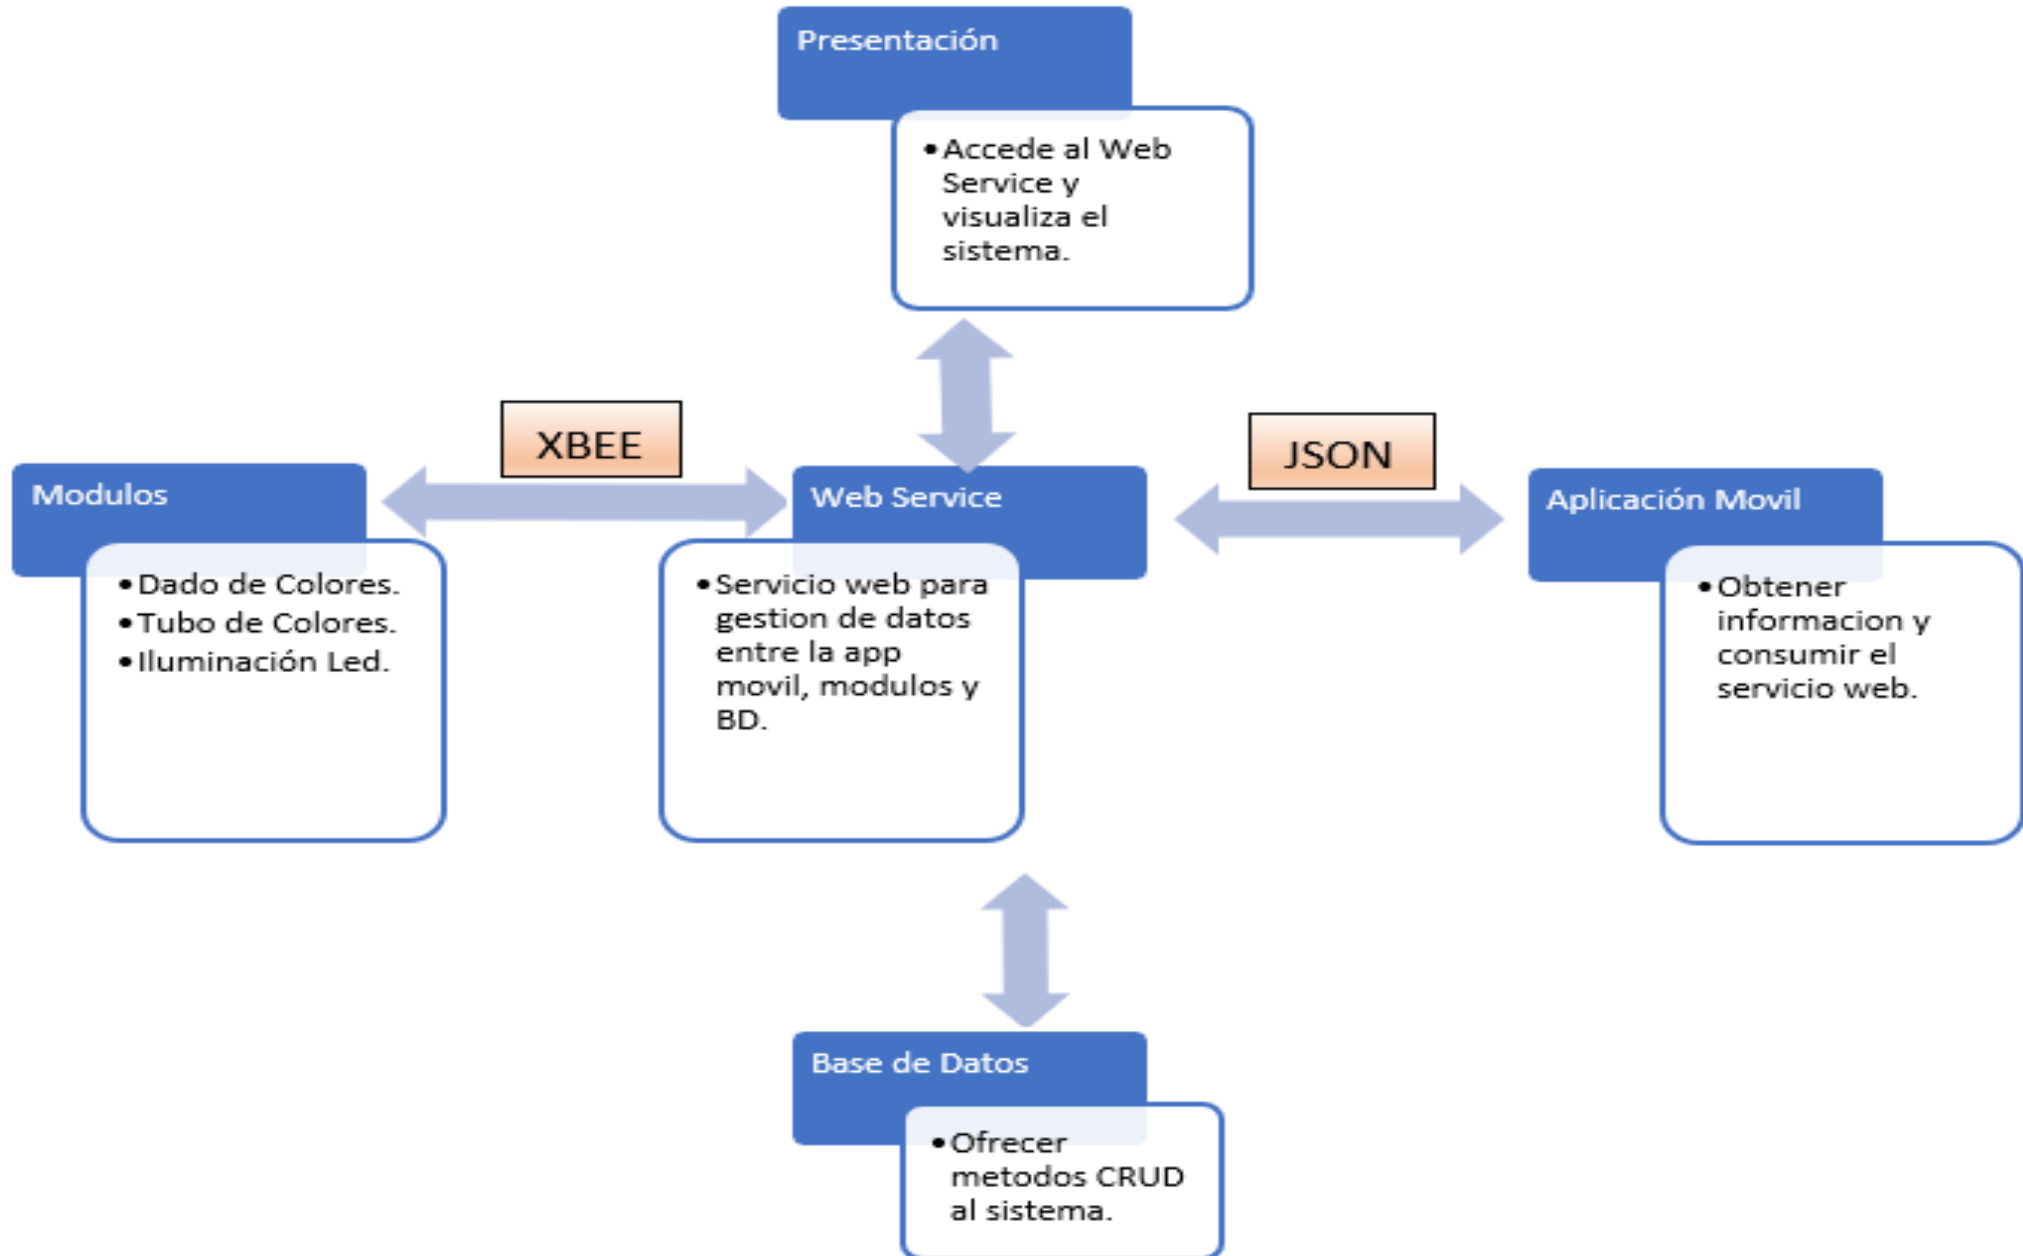 Presentación
•Accede al Web
Service y
visualiza el
sistema.
XBEE
JSON
Modulos
•Dado de Colores.
•Tubo de Colores.
•Iluminación Led.
Web Service
•Servicio web para
gestion de datos
entre la app
movil, modulos y
BD.
Aplicación Movil
•Obtener
informacion y
consumir el
servicio web.
Base de Datos
•Ofrecer
metodos CRUD
al sistema.